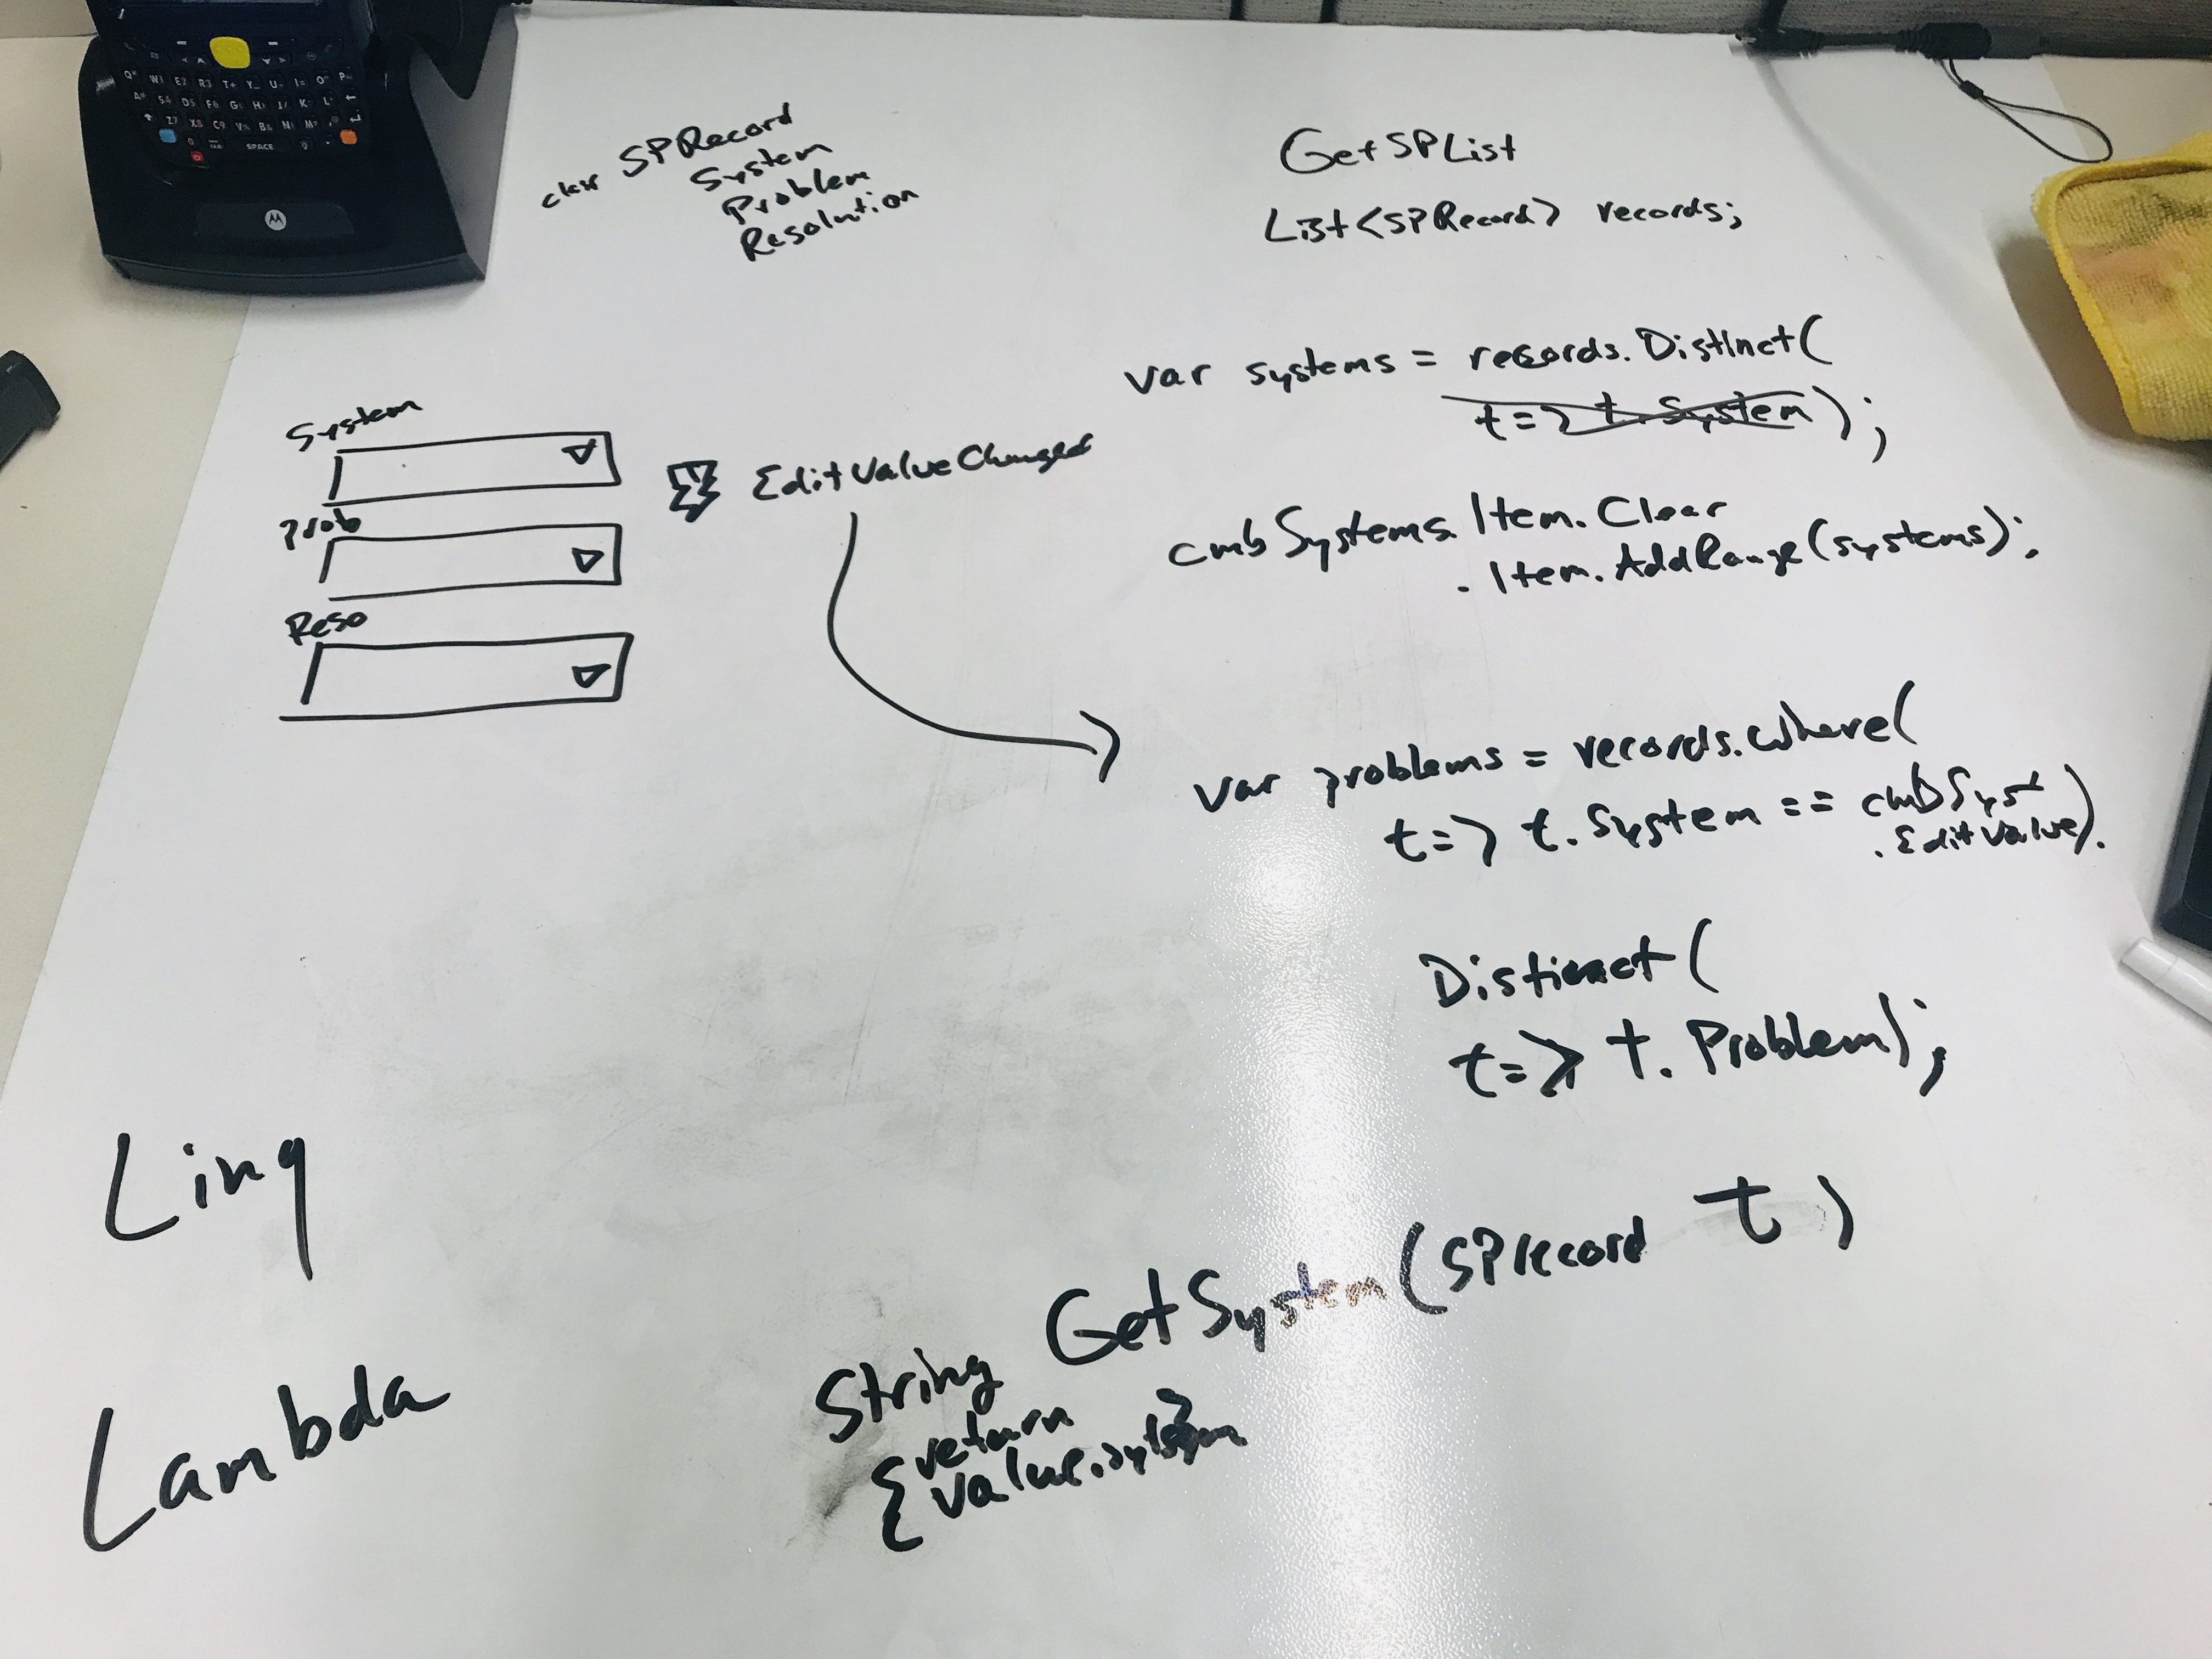 class SPRecord
System
Problem
Resolution
GetSPList
List<SPRecord> records;
var systems = records.Distinct(
t=> t.System);
cmbSystems.Item.Clear
.Item.AddRange(systems);
System
Prob
Reso
EditValueChanged
var problems = records.Where(
t=> t.System == cmbSyst
.EditValue).
Distinct(
t=> t.Problem);
Linq
Lambda
String GetSystem(SPRecord t)
{return
value.system}
SPACE